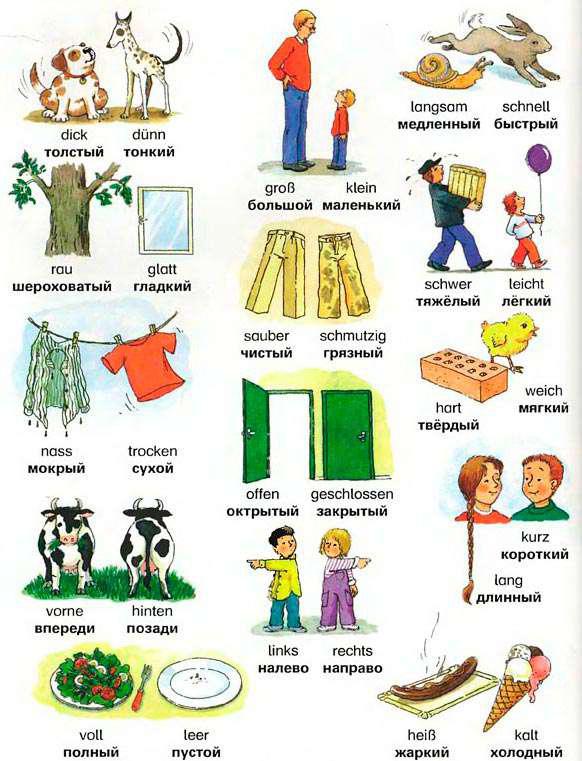 dick dünn
толстый тонкий
rau glatt
шероховатый гладкий
nass trocken
мокрый сухой
vorne hinten
впереди позади
voll leer
полный пустой
groß klein
большой маленький
sauber schmutzig
чистый грязный
offen geschlossen
октрытый закрытый
links rechts
налево направо
langsam schnell
медленный быстрый
schwer leicht
тяжёлый лёгкий
weich
мягкий
hart
твёрдый
kurz
короткий
lang
длинный
heiß kalt
жаркий холодный